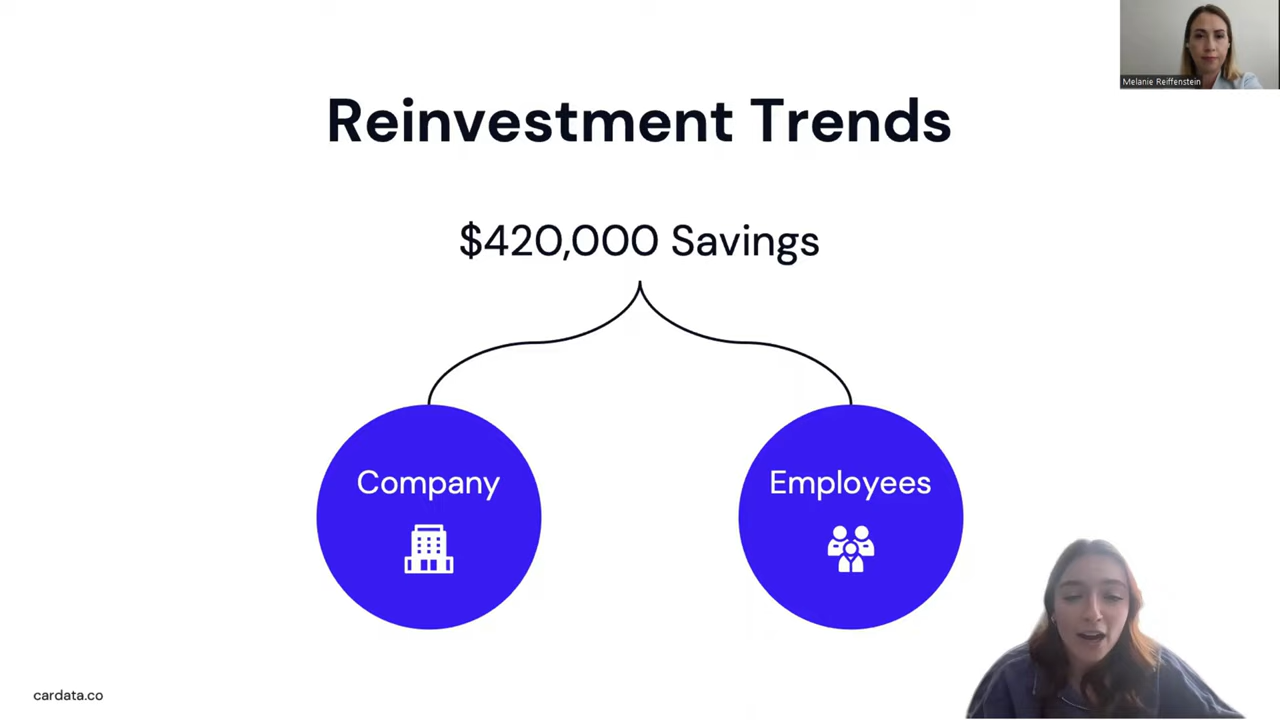 Melanie Reiffenstein
Reinvestment Trends
$420,000 Savings
Company
Employees
cardata.co